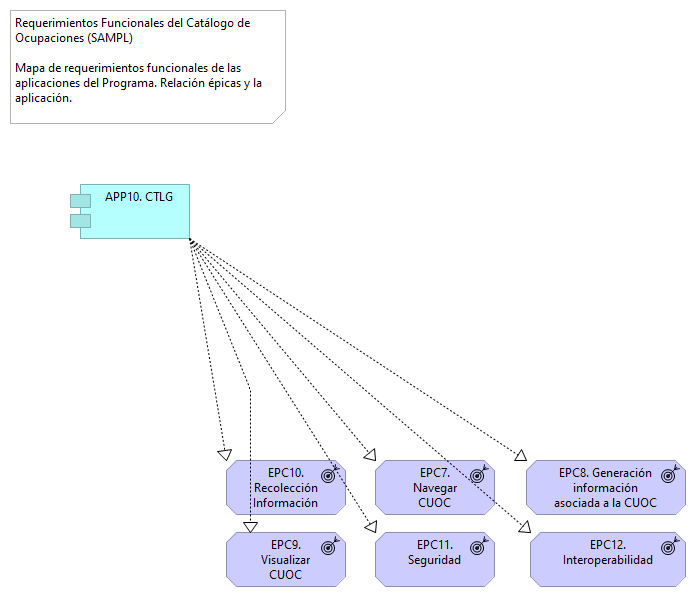 Requerimientos Funcionales del Catálogo de
Ocupaciones (SAMPL)
Mapa de requerimientos funcionales de las
aplicaciones del Programa. Relación épicas y la
aplicación.
APP10. CTLG
EPC10.
Recolección
Información
EPC7.
Navegar
CUOC
EPC8. Generación
información
asociada a la CUOC
EPC9.
Visualizar
CUOC
EPC11.
Seguridad
EPC12.
Interoperabilidad